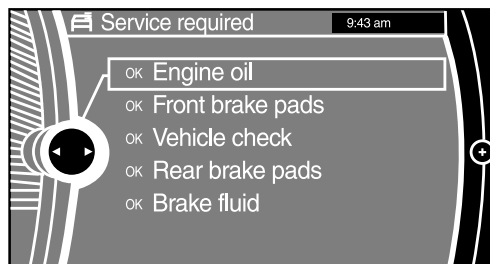 Service required 9:43 am
OK Engine oil
OK Front brake pads
OK Vehicle check
OK Rear brake pads
OK Brake fluid